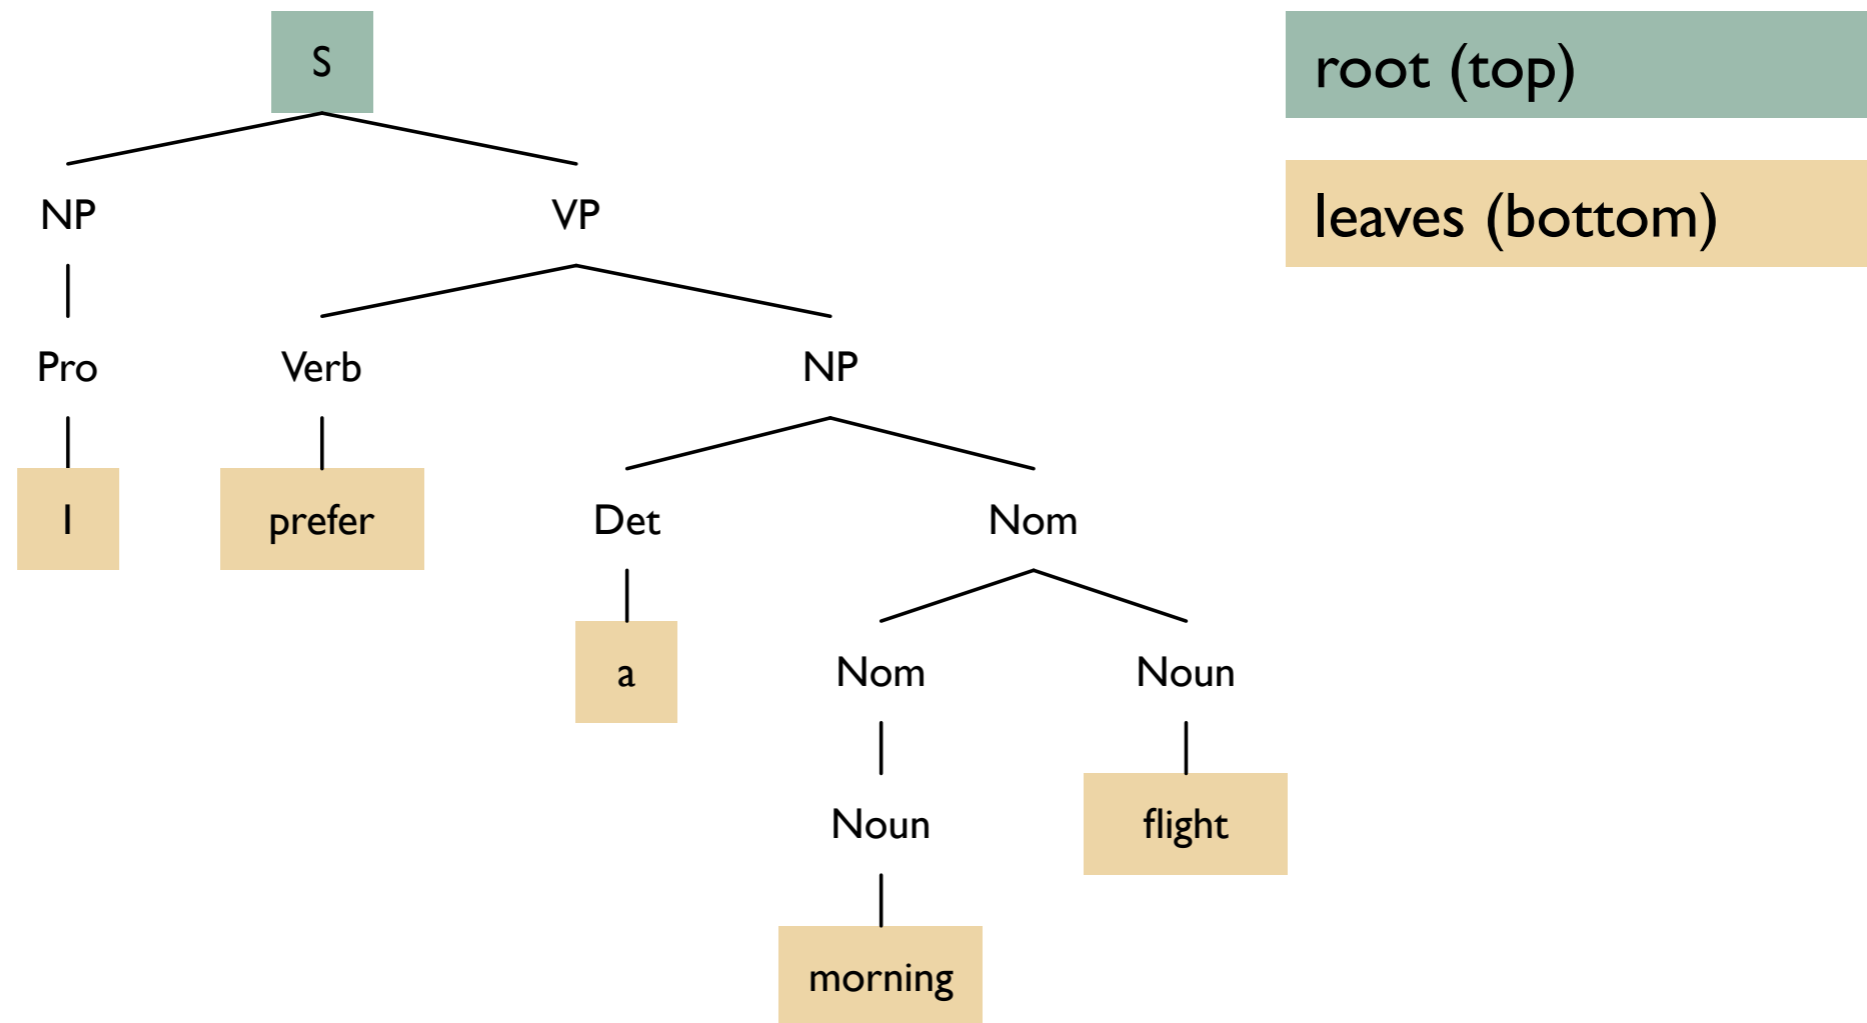 S
root (top)
NP VP
leaves (bottom)
Pro Verb NP
I prefer Det Nom
a Nom Noun
Noun flight
morning